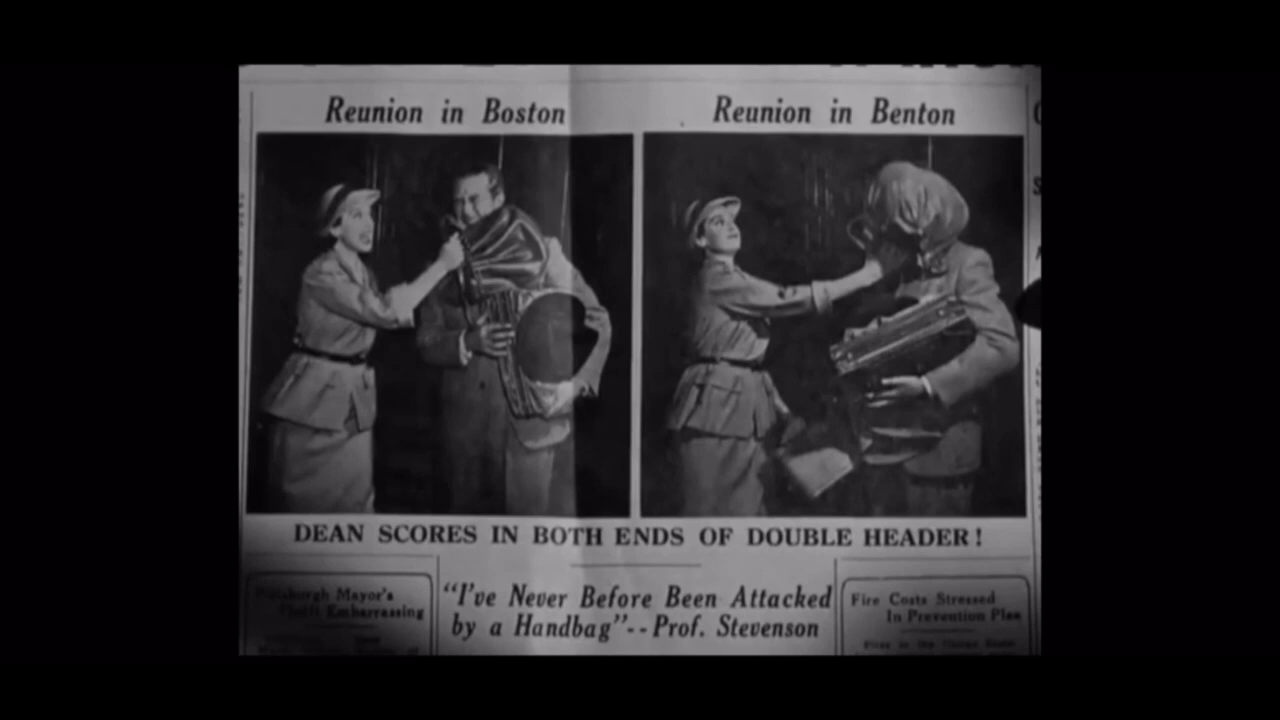 Reunion in Boston
Reunion in Benton
DEAN SCORES IN BOTH ENDS OF DOUBLE HEADER!
"I've Never Before Been Attacked
by a Handbag"--Prof. Stevenson
Pittsburgh Mayor's
Embarrassing
Fire Costs Stressed
In Prevention Plan